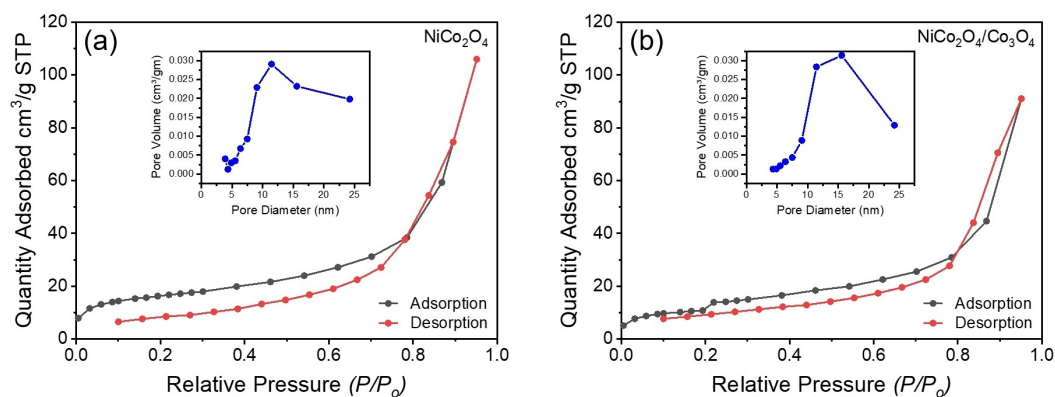 (a)
NiCo₂O₄
Quantity Adsorbed cm³/g STP
120
100
80
60
40
20
0
0.0 0.2 0.4 0.6 0.8 1.0
Relative Pressure (P/Pₒ)
Adsorption
Desorption
Pore Volume (cm³/gm)
0.030
0.025
0.020
0.015
0.010
0.005
0.000
0 5 10 15 20 25
Pore Diameter (nm)
(b)
NiCo₂O₄/Co₃O₄
Quantity Adsorbed cm³/g STP
120
100
80
60
40
20
0
0.0 0.2 0.4 0.6 0.8 1.0
Relative Pressure (P/Pₒ)
Adsorption
Desorption
Pore Volume (cm³/gm)
0.030
0.025
0.020
0.015
0.010
0.005
0.000
0 5 10 15 20 25
Pore Diameter (nm)